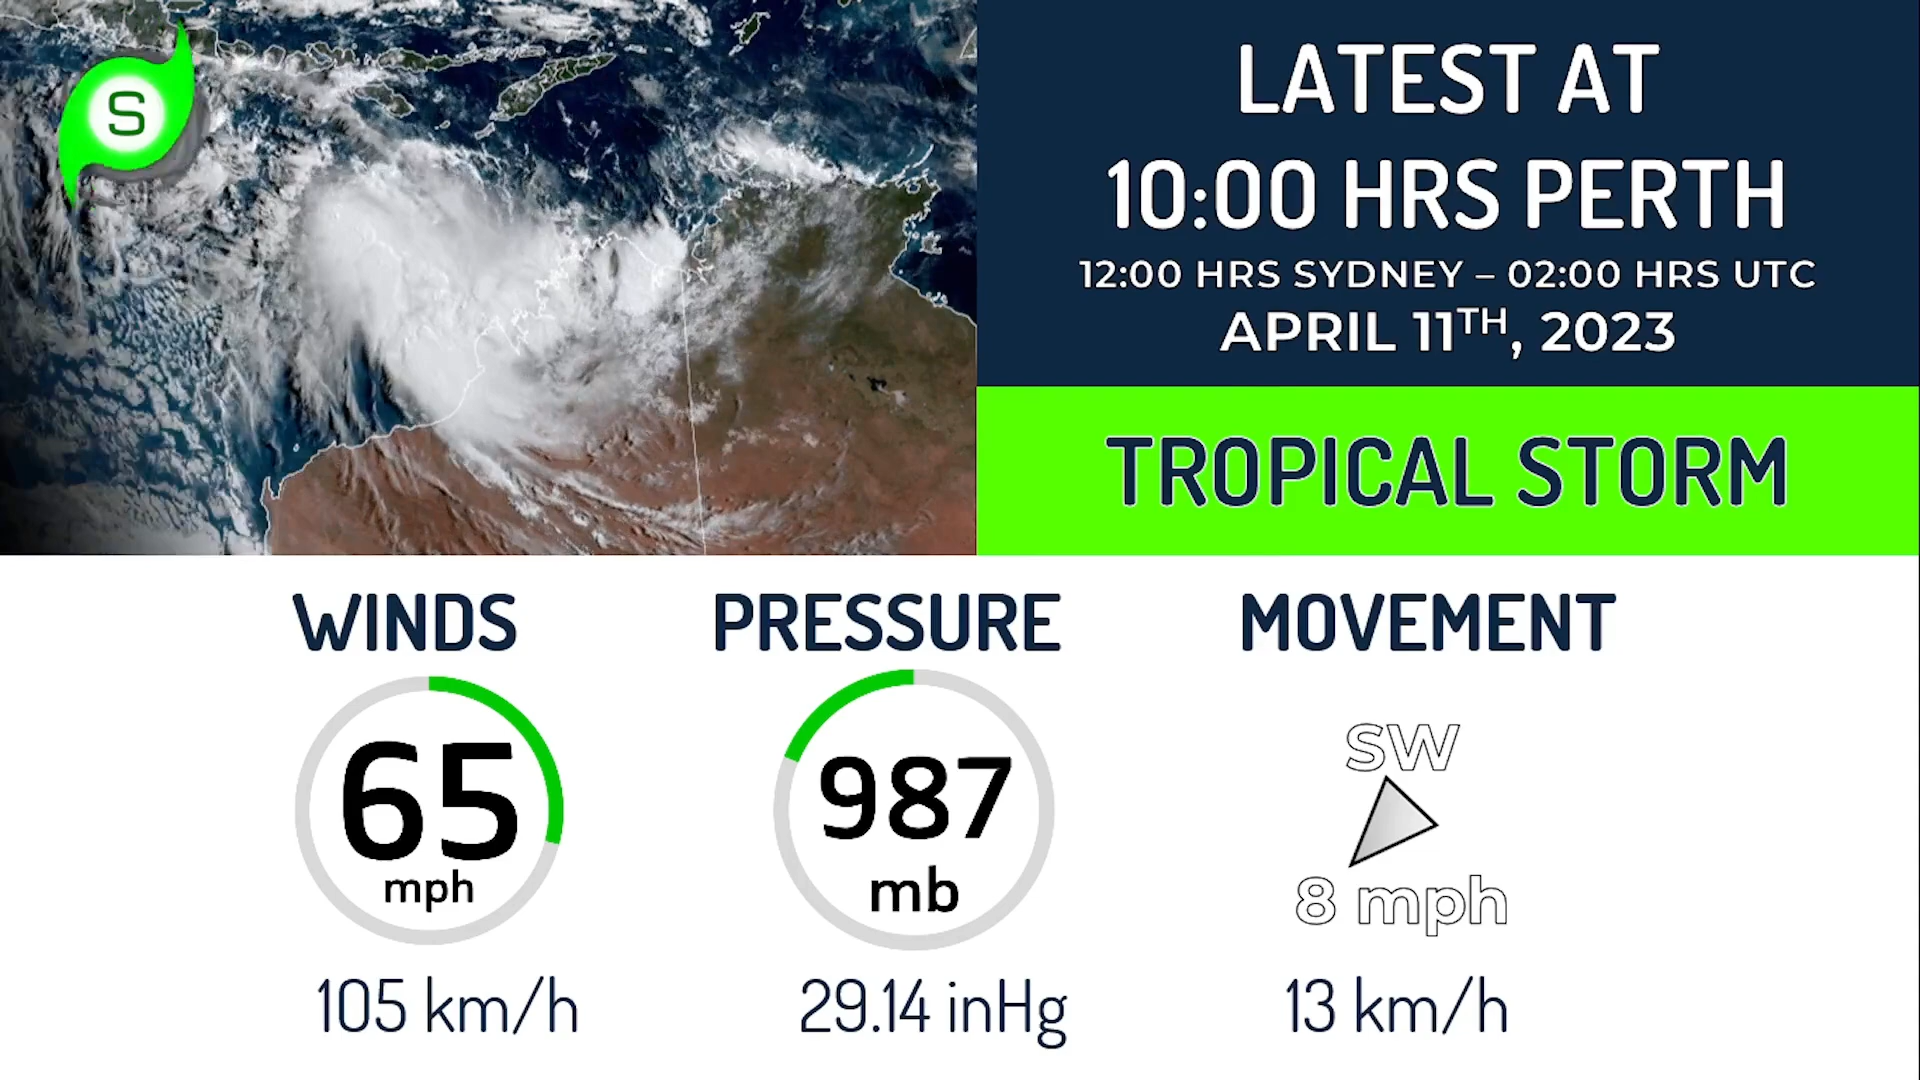 S
LATEST AT
10:00 HRS PERTH
12:00 HRS SYDNEY – 02:00 HRS UTC
APRIL 11TH, 2023
TROPICAL STORM
WINDS
65
mph
105 km/h
PRESSURE
987
mb
29.14 inHg
MOVEMENT
SW
8 mph
13 km/h